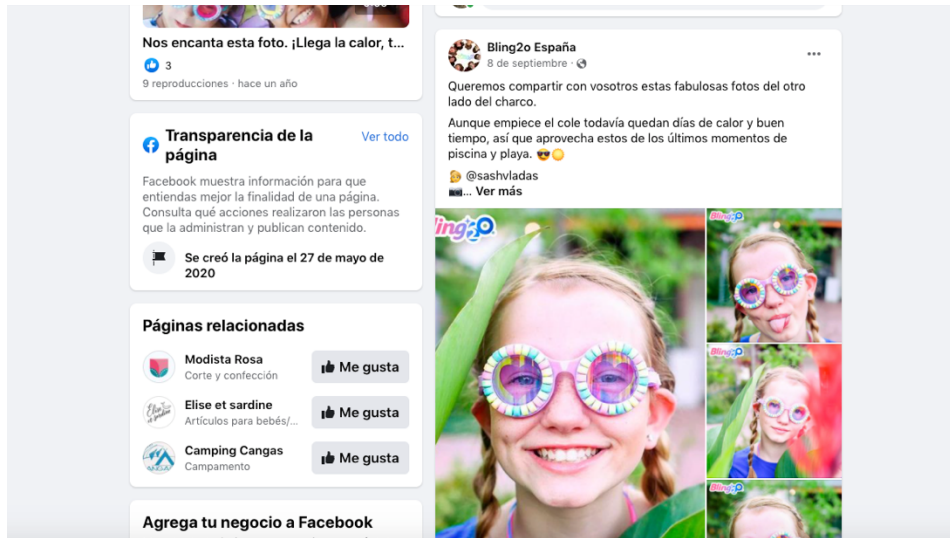 Nos encanta esta foto. ¡Llega la calor, t...
3
9 reproducciones · hace un año
Transparencia de la
página
Ver todo
Facebook muestra información para que
entiendas mejor la finalidad de una página.
Consulta qué acciones realizaron las personas
que la administran y publican contenido.
Se creó la página el 27 de mayo de
2020
Páginas relacionadas
Modista Rosa
Corte y confección
Me gusta
Elise et sardine
Artículos para bebés/...
Me gusta
Camping Cangas
Campamento
Me gusta
Agrega tu negocio a Facebook
Bling2o España
8 de septiembre ·
Queremos compartir con vosotros estas fabulosas fotos del otro
lado del charco.
Aunque empiece el cole todavía quedan días de calor y buen
tiempo, así que aprovecha estos de los últimos momentos de
piscina y playa. 😎🌞
@sashvladas
... Ver más
ling2O
Bling2O
Bling2O
Bling2O